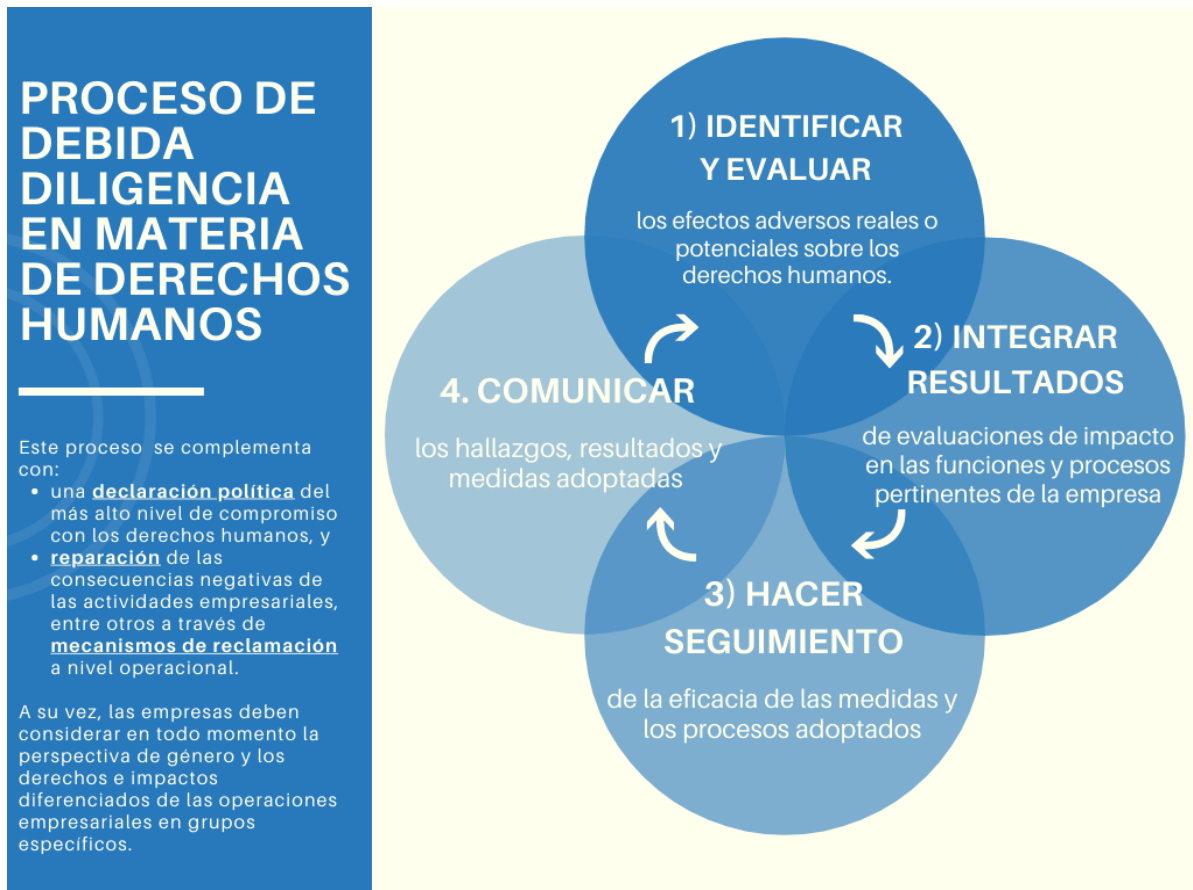 PROCESO DE
DEBIDA
DILIGENCIA
EN MATERIA
DE DERECHOS
HUMANOS
Este proceso  se complementa
con:
• una declaración política del
más alto nivel de compromiso
con los derechos humanos, y
• reparación de las
consecuencias negativas de
las actividades empresariales,
entre otros a través de
mecanismos de reclamación
a nivel operacional.
A su vez, las empresas deben
considerar en todo momento la
perspectiva de género y los
derechos e impactos
diferenciados de las operaciones
empresariales en grupos
específicos.
1) IDENTIFICAR
Y EVALUAR
los efectos adversos reales o
potenciales sobre los
derechos humanos.
2) INTEGRAR
RESULTADOS
de evaluaciones de impacto
en las funciones y procesos
pertinentes de la empresa
3) HACER
SEGUIMIENTO
de la eficacia de las medidas y
los procesos adoptados
4. COMUNICAR
los hallazgos, resultados y
medidas adoptadas